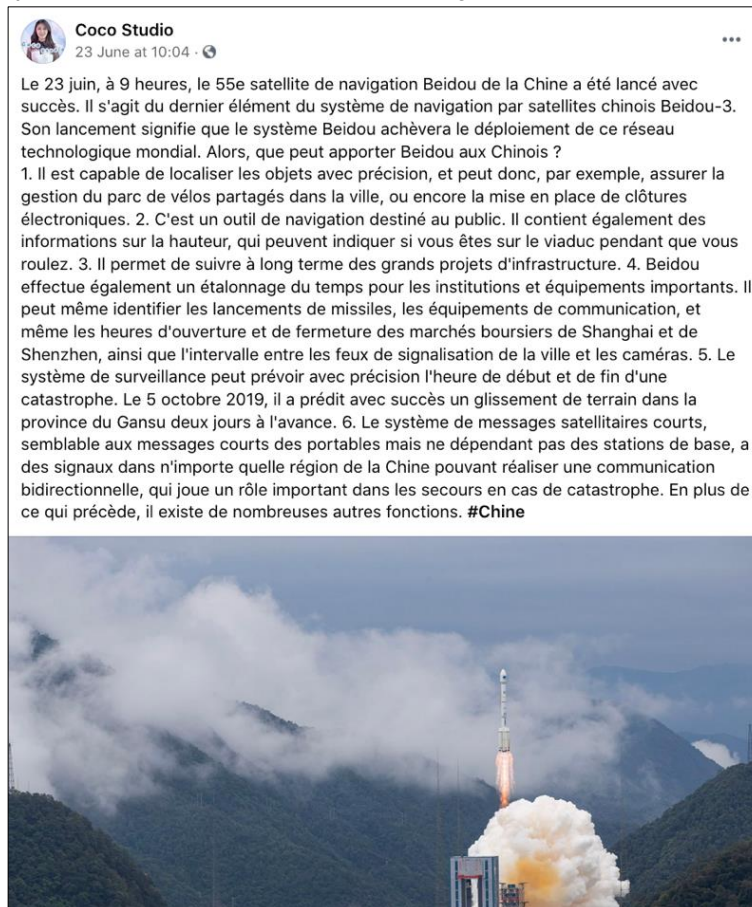 Coco Studio
23 June at 10:04 ·
Le 23 juin, à 9 heures, le 55e satellite de navigation Beidou de la Chine a été lancé avec
succès. Il s'agit du dernier élément du système de navigation par satellites chinois Beidou-3.
Son lancement signifie que le système Beidou achèvera le déploiement de ce réseau
technologique mondial. Alors, que peut apporter Beidou aux Chinois ?
1. Il est capable de localiser les objets avec précision, et peut donc, par exemple, assurer la
gestion du parc de vélos partagés dans la ville, ou encore la mise en place de clôtures
électroniques. 2. C'est un outil de navigation destiné au public. Il contient également des
informations sur la hauteur, qui peuvent indiquer si vous êtes sur le viaduc pendant que vous
roulez. 3. Il permet de suivre à long terme des grands projets d'infrastructure. 4. Beidou
effectue également un étalonnage du temps pour les institutions et équipements importants. Il
peut même identifier les lancements de missiles, les équipements de communication, et
même les heures d'ouverture et de fermeture des marchés boursiers de Shanghai et de
Shenzhen, ainsi que l'intervalle entre les feux de signalisation de la ville et les caméras. 5. Le
système de surveillance peut prévoir avec précision l'heure de début et de fin d'une
catastrophe. Le 5 octobre 2019, il a prédit avec succès un glissement de terrain dans la
province du Gansu deux jours à l'avance. 6. Le système de messages satellitaires courts,
semblable aux messages courts des portables mais ne dépendant pas des stations de base, a
des signaux dans n'importe quelle région de la Chine pouvant réaliser une communication
bidirectionnelle, qui joue un rôle important dans les secours en cas de catastrophe. En plus de
ce qui précède, il existe de nombreuses autres fonctions. #Chine